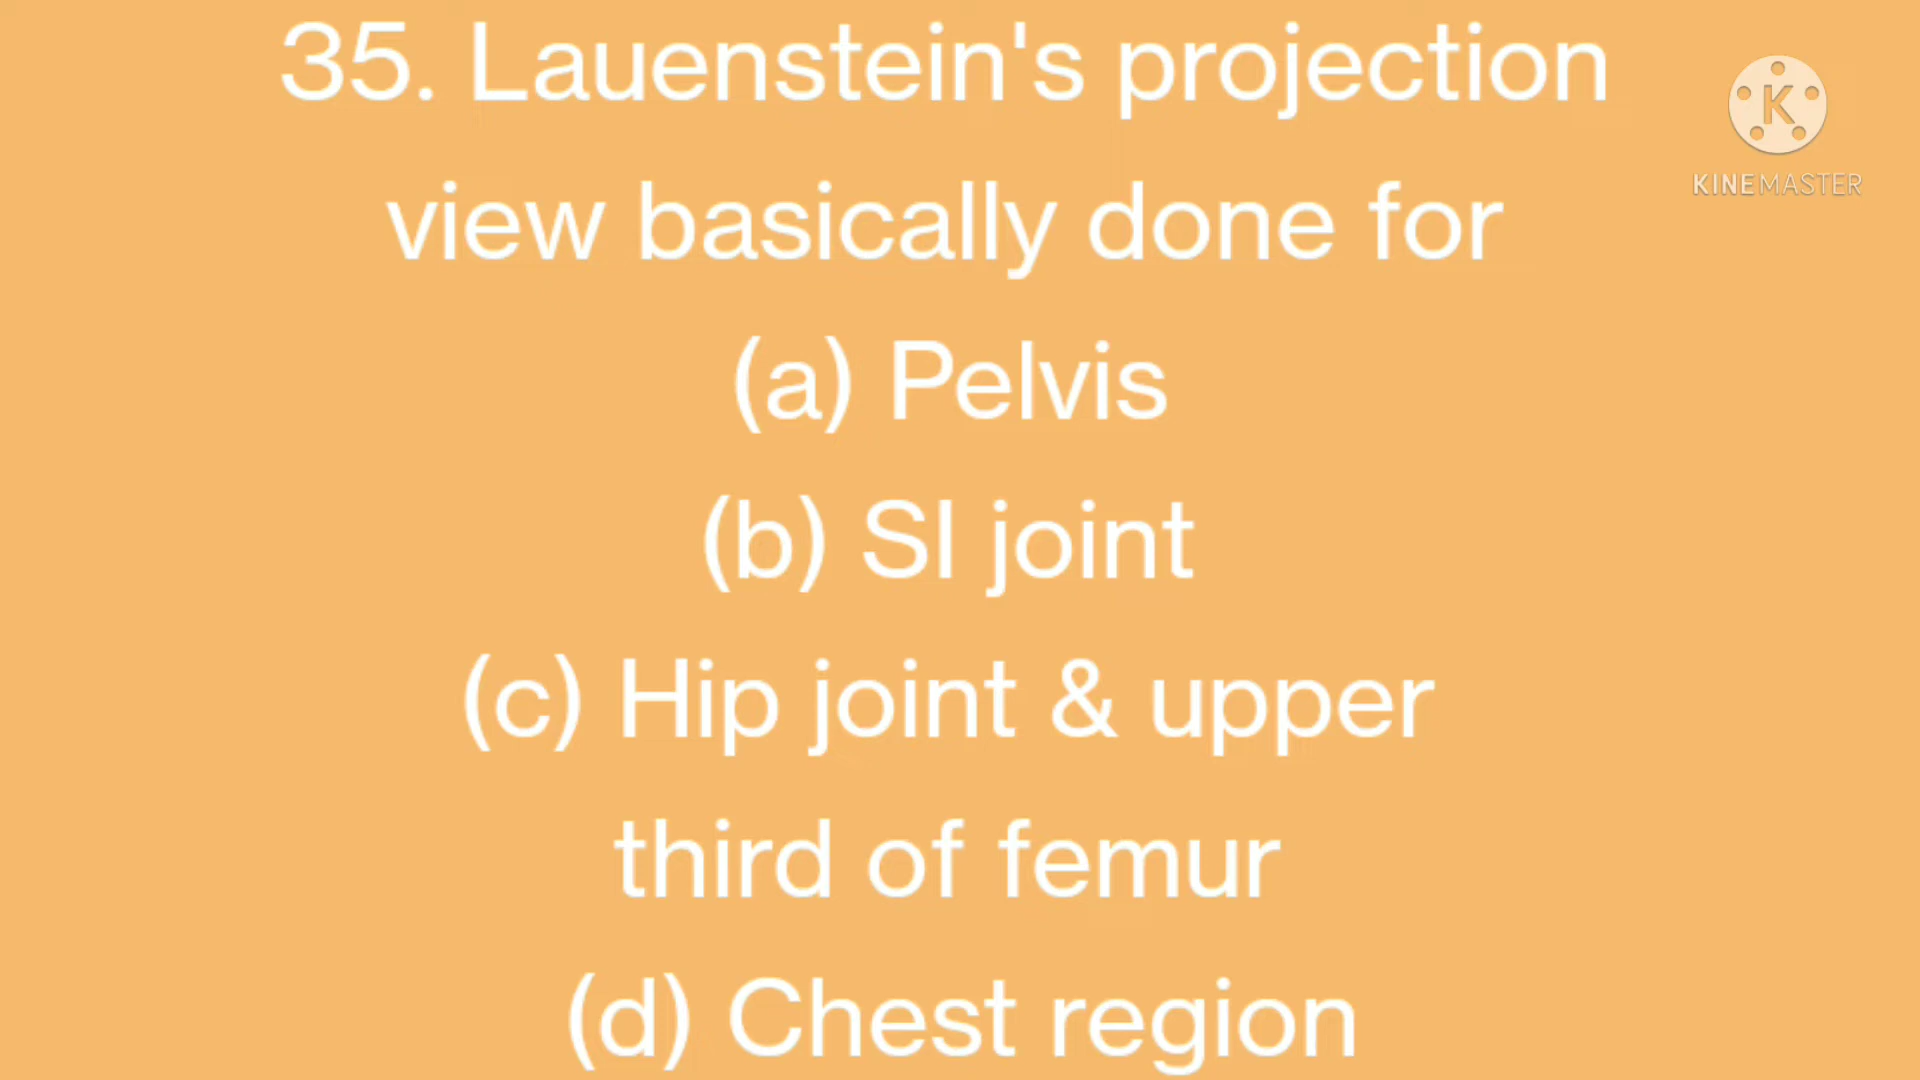 35. Lauenstein's projection
view basically done for
(a) Pelvis
(b) SI joint
(c) Hip joint & upper
third of femur
(d) Chest region
K
KINEMASTER